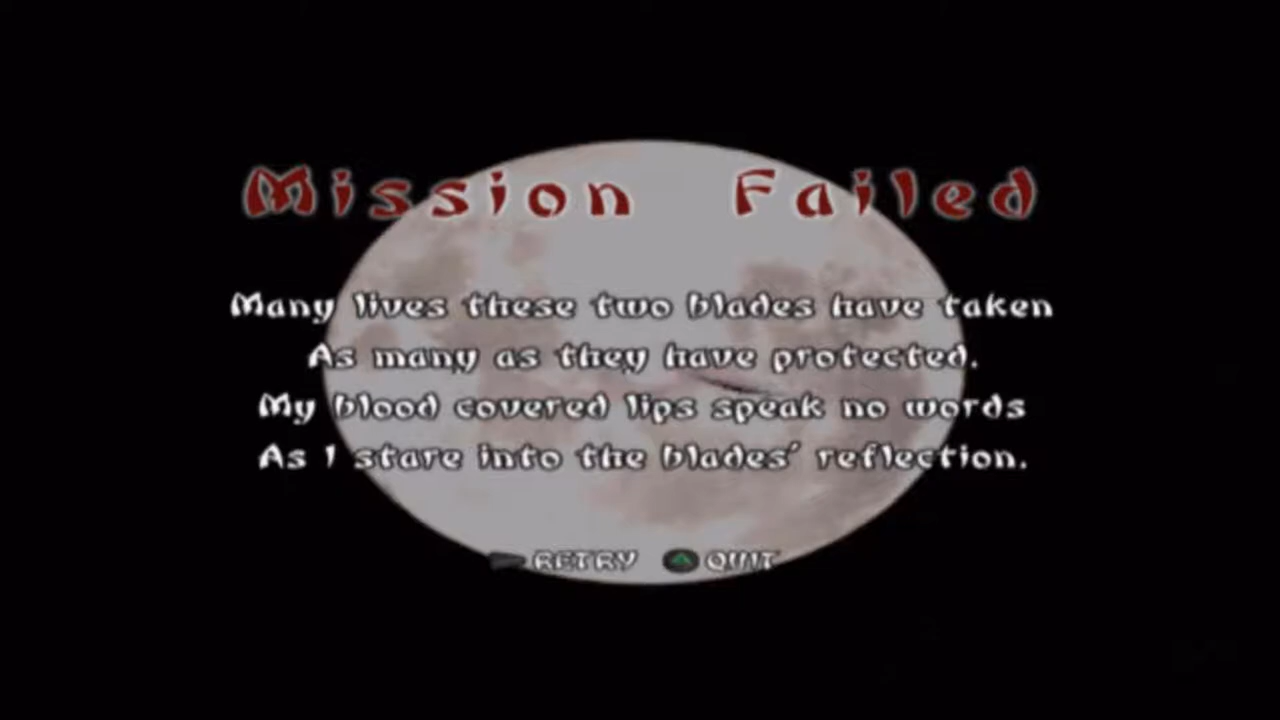 Mission Failed
Many lives these two blades have taken
As many as they have protected.
My blood covered lips speak no words
As I stare into the blades' reflection.
RETRY QUIT